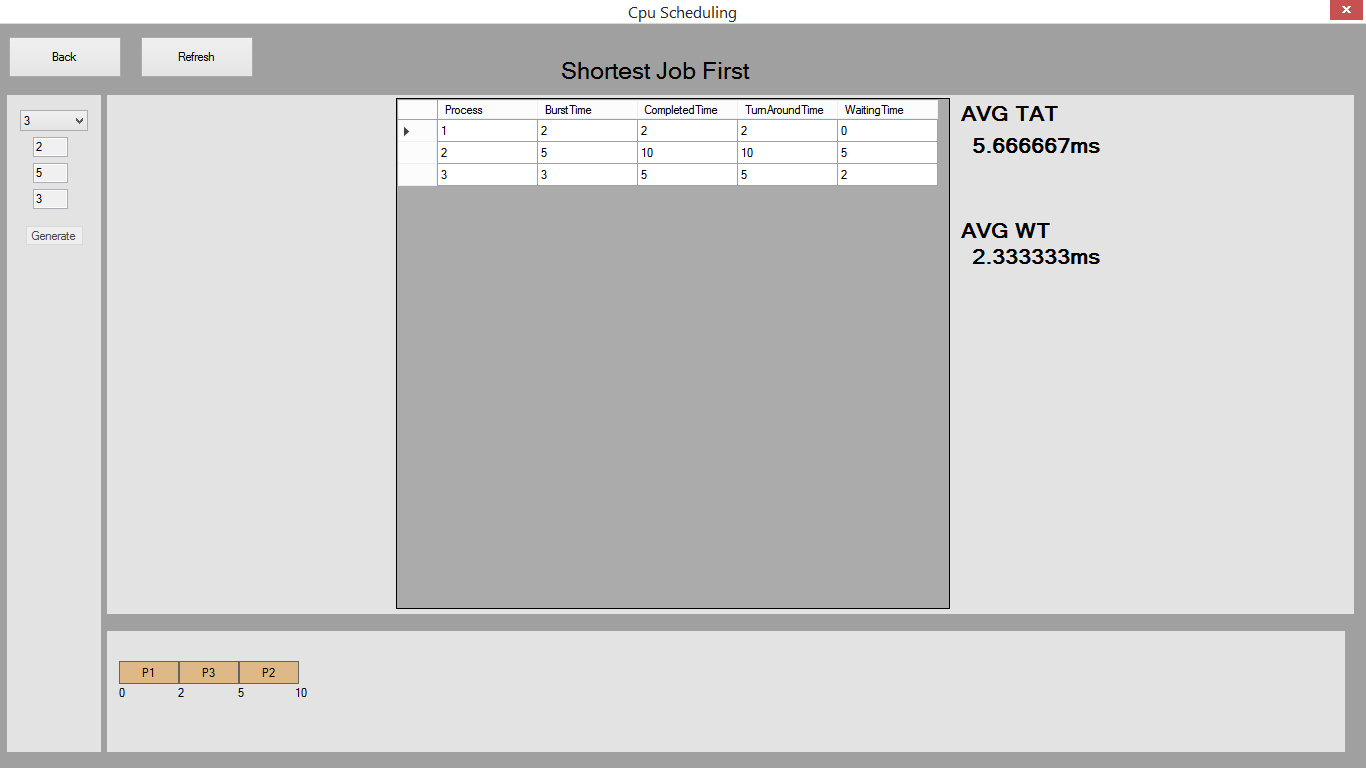 Cpu Scheduling
Back
Refresh
Shortest Job First
3
2
5
3
Generate
Process BurstTime CompletedTime TurnAroundTime WaitingTime
1 2 2 2 0
2 5 10 10 5
3 3 5 5 2
AVG TAT
5.666667ms
AVG WT
2.333333ms
P1 P3 P2
0 2 5 10